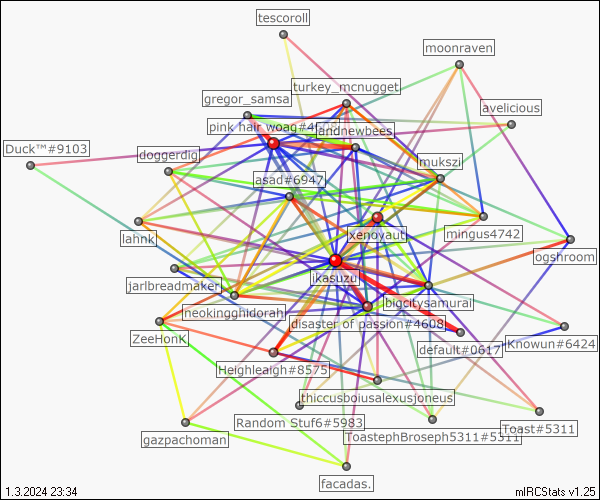 tescoroll
moonraven
turkey_mcnugget
gregor_samsa
avelicious
pink hair woag#4608
andnewbees
Duck™#9103
doggerdig
mukszi
asad#6947
lahnk
xenoyaut
mingus4742
ogshroom
ikasuzu
jarlbreadmaker
bigcitysamurai
neokingghidorah
disaster of passion#4608
ZeeHonK
default#0617
Knowun#6424
Heighleaigh#8575
thiccusboiusalexusjoneus
Random Stuf6#5983
Toast#5311
ToastephBroseph5311#5311
gazpachoman
facadas.
1.3.2024 23:34
mIRCStats v1.25